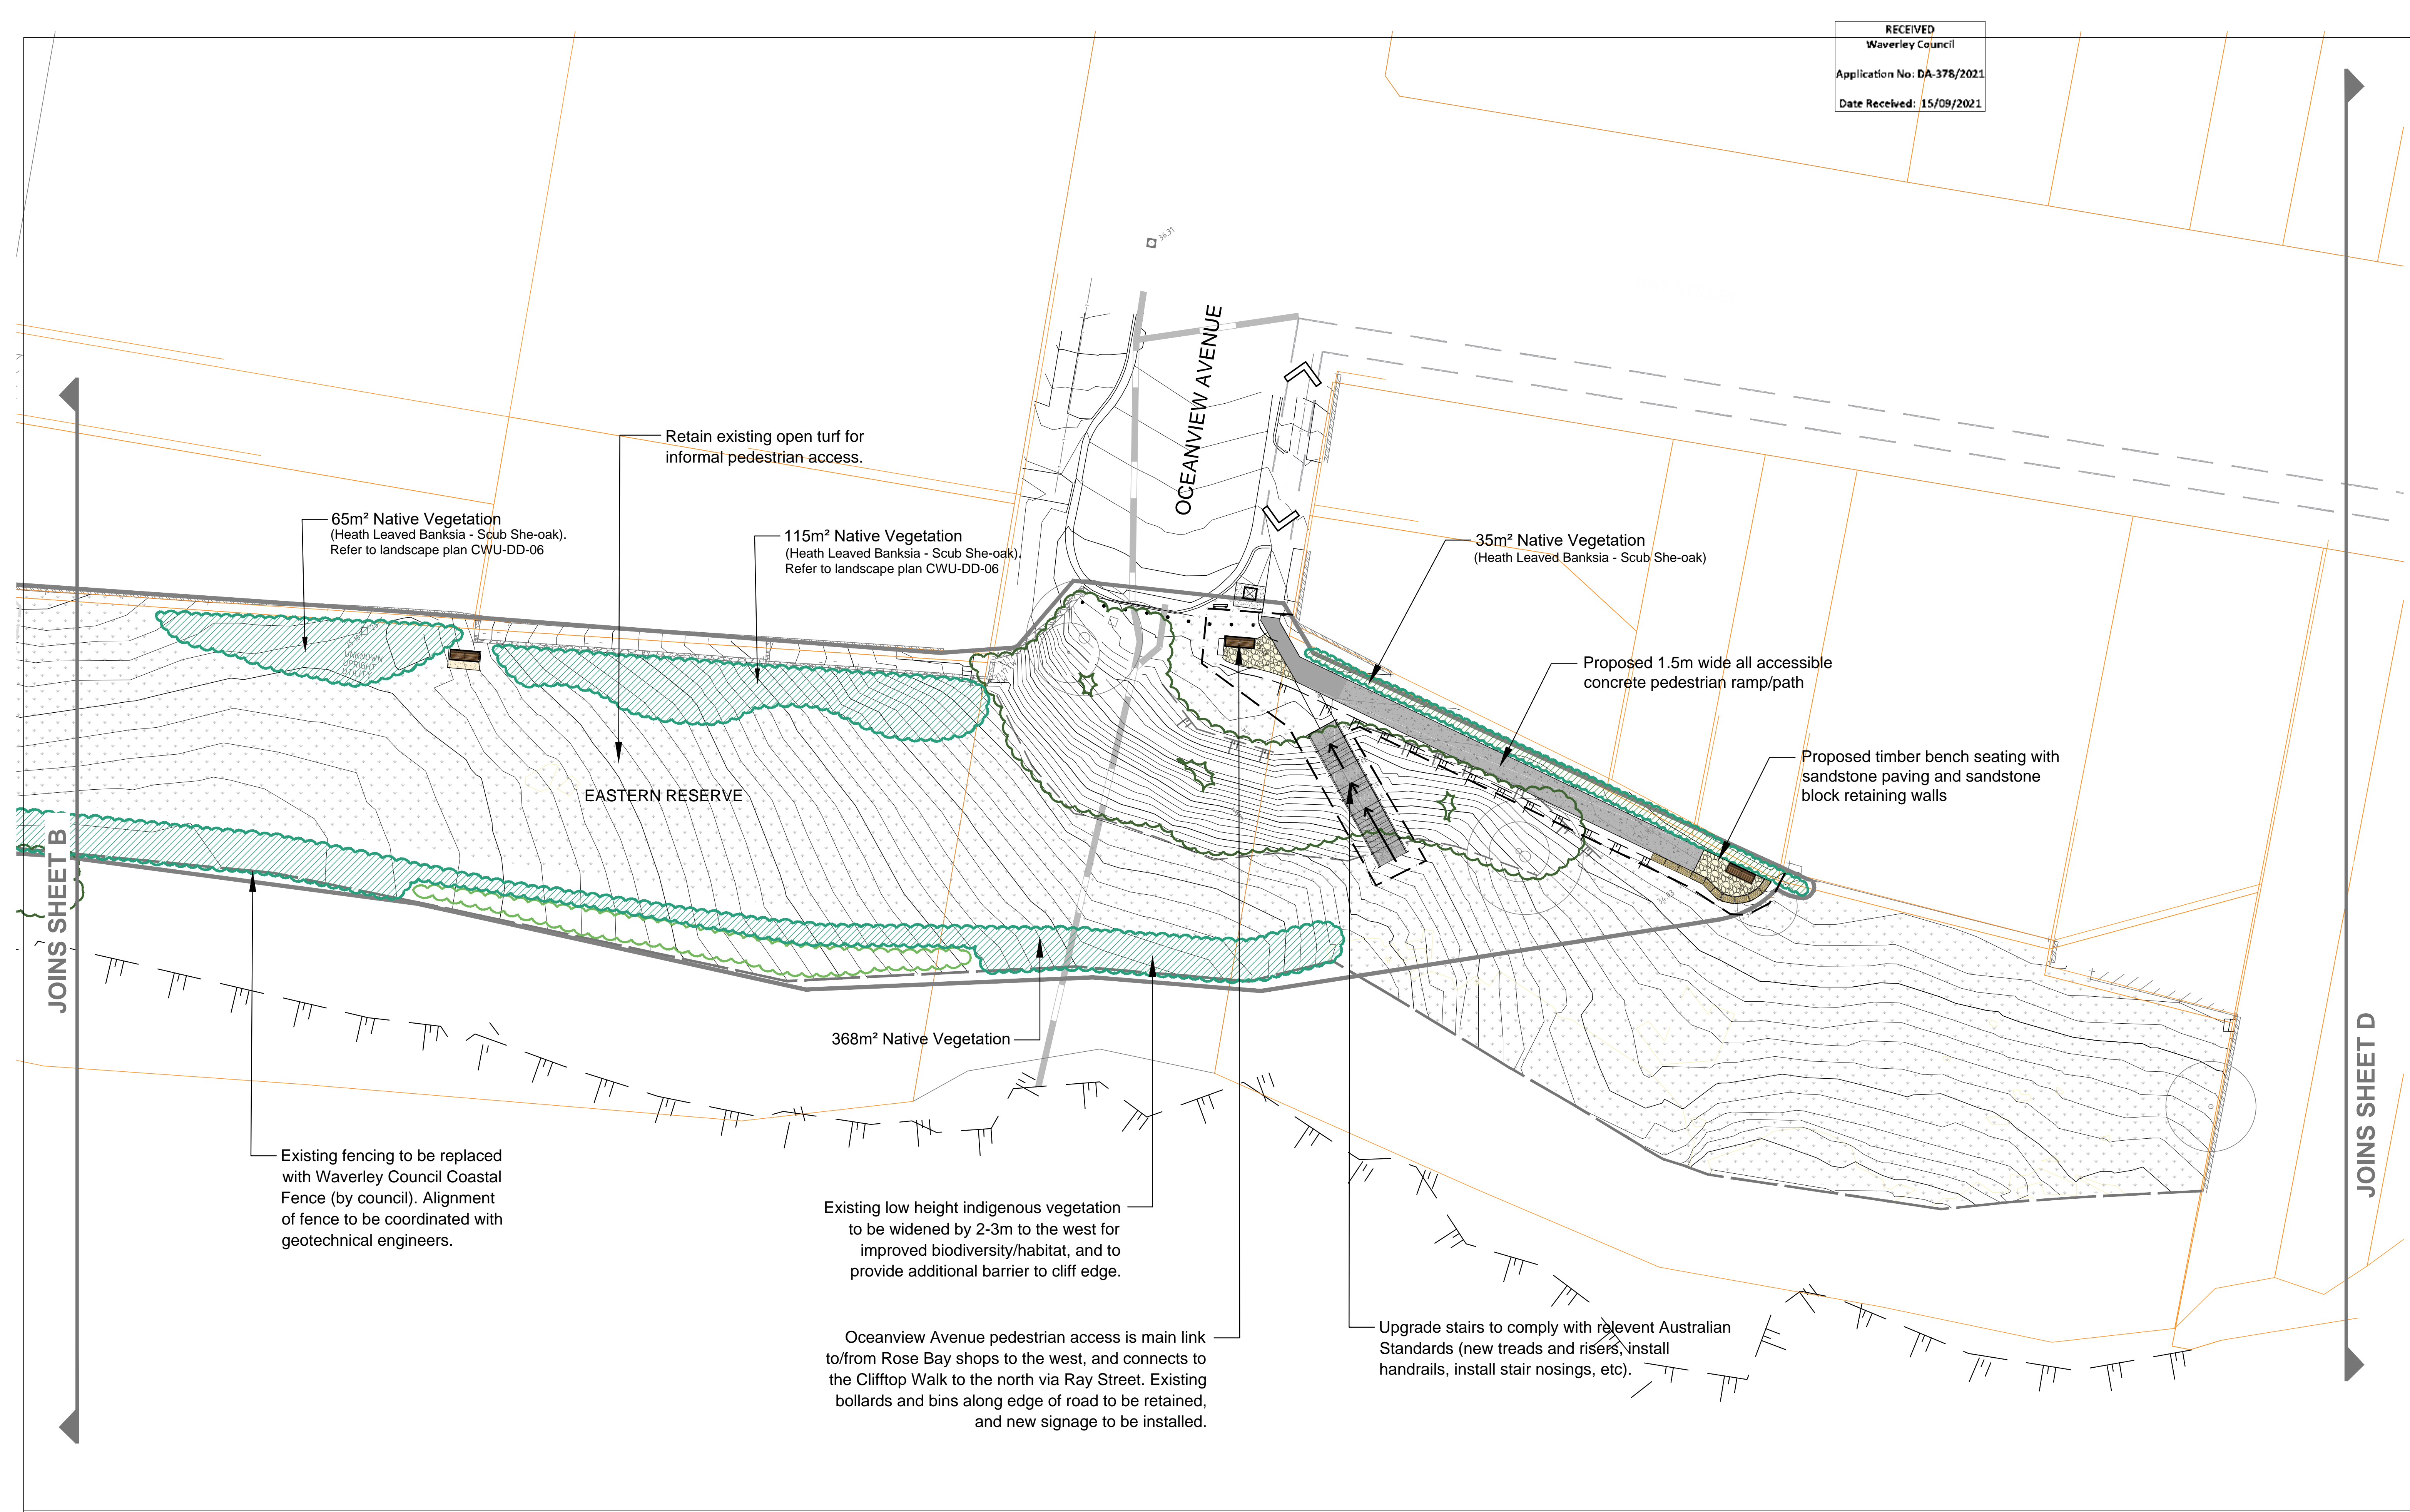 RECEIVED
Waverley Council
Application No: DA-378/2021
Date Received: 15/09/2021
36.31
OCEANVIEW AVENUE
Retain existing open turf for
informal pedestrian access.
65m² Native Vegetation
(Heath Leaved Banksia - Scub She-oak).
Refer to landscape plan CWU-DD-06
115m² Native Vegetation
(Heath Leaved Banksia - Scub She-oak).
Refer to landscape plan CWU-DD-06
35m² Native Vegetation
(Heath Leaved Banksia - Scub She-oak)
UNKNOWN
UPRIGHT
UTILITY
Proposed 1.5m wide all accessible
concrete pedestrian ramp/path
Proposed timber bench seating with
sandstone paving and sandstone
block retaining walls
EASTERN RESERVE
JOINS SHEET B
34.93
368m² Native Vegetation
JOINS SHEET D
Existing fencing to be replaced
with Waverley Council Coastal
Fence (by council). Alignment
of fence to be coordinated with
geotechnical engineers.
Existing low height indigenous vegetation
to be widened by 2-3m to the west for
improved biodiversity/habitat, and to
provide additional barrier to cliff edge.
Oceanview Avenue pedestrian access is main link
to/from Rose Bay shops to the west, and connects to
the Clifftop Walk to the north via Ray Street. Existing
bollards and bins along edge of road to be retained,
and new signage to be installed.
Upgrade stairs to comply with relevent Australian
Standards (new treads and risers, install
handrails, install stair nosings, etc).